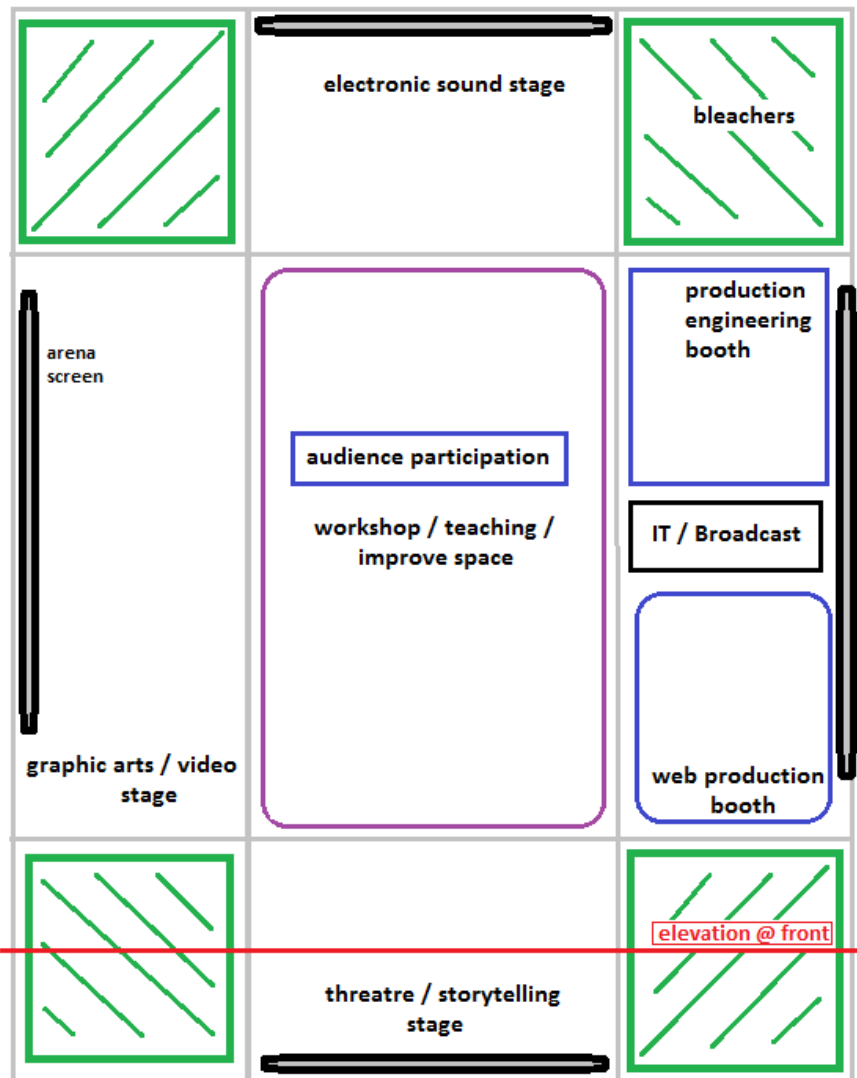 electronic sound stage
bleachers
production
engineering
booth
arena
screen
audience participation
workshop / teaching /
improve space
IT / Broadcast
graphic arts / video
stage
web production
booth
elevation @ front
threatre / storytelling
stage